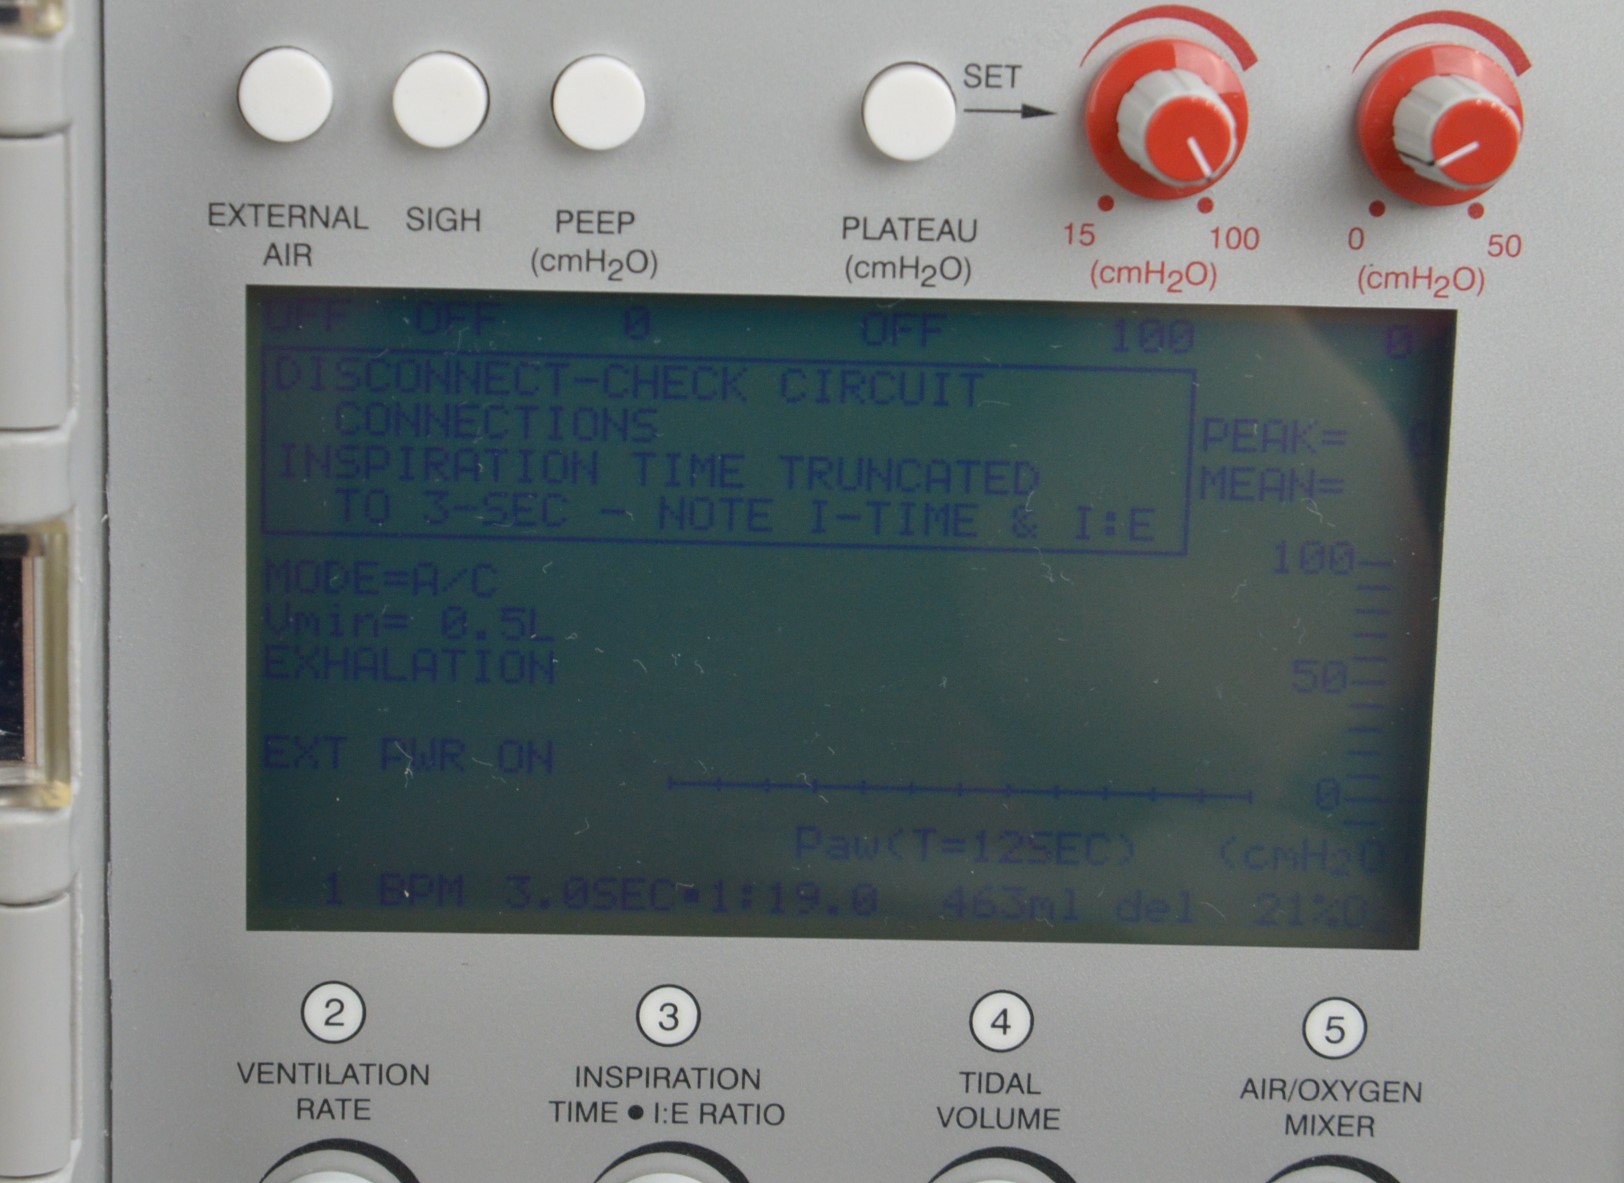 SET
EXTERNAL AIR
SIGH
PEEP (cmH2O)
PLATEAU (cmH2O)
15 100
(cmH2O)
0 50
(cmH2O)
OFF OFF 0 OFF 100 0
DISCONNECT-CHECK CIRCUIT
CONNECTIONS
INSPIRATION TIME TRUNCATED
TO 3-SEC - NOTE I-TIME & I:E
PEAK= 0
MEAN=
MODE=A/C
Vmin= 0.5L
EXHALATION
EXT PWR ON
100
50
0
Paw(T=12SEC) (cmH2O
1 BPM 3.0SEC•1:19.0 463ml del 21%O
2 3 4 5
VENTILATION
RATE
INSPIRATION
TIME • I:E RATIO
TIDAL
VOLUME
AIR/OXYGEN
MIXER